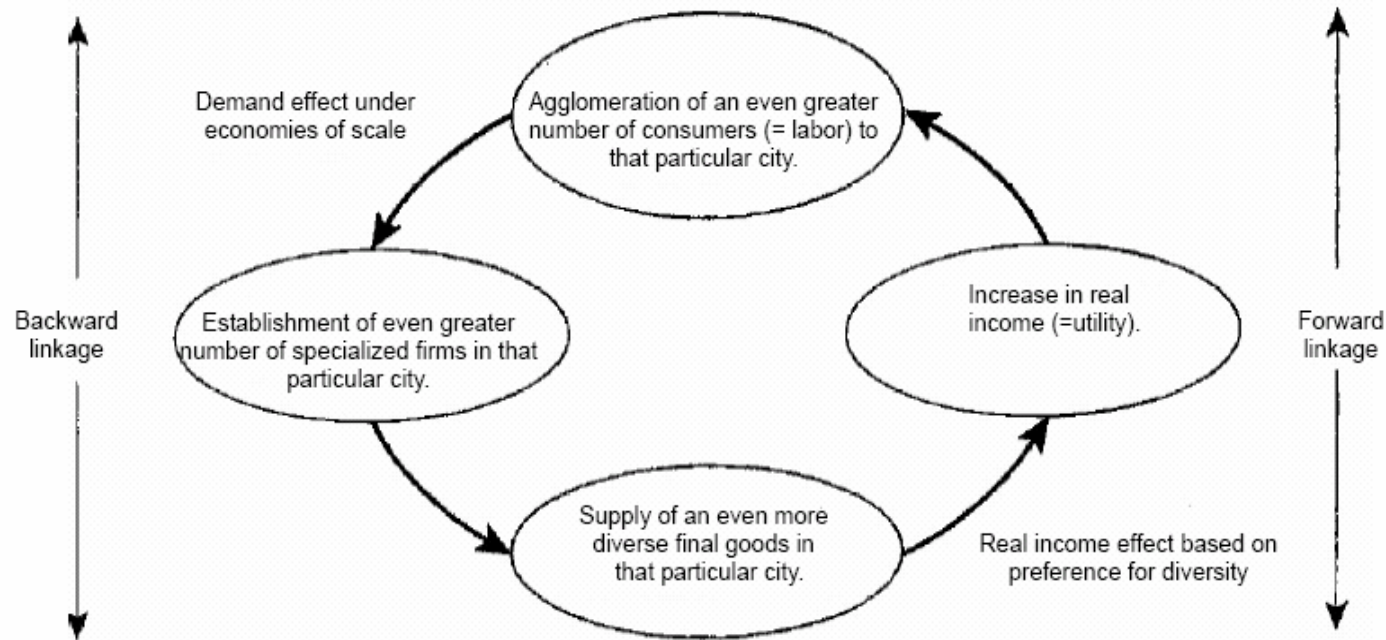 Demand effect under
economies of scale
Agglomeration of an even greater
number of consumers (= labor) to
that particular city.
Backward
linkage
Establishment of even greater
number of specialized firms in that
particular city.
Increase in real
income (=utility).
Forward
linkage
Supply of an even more
diverse final goods in
that particular city.
Real income effect based on
preference for diversity